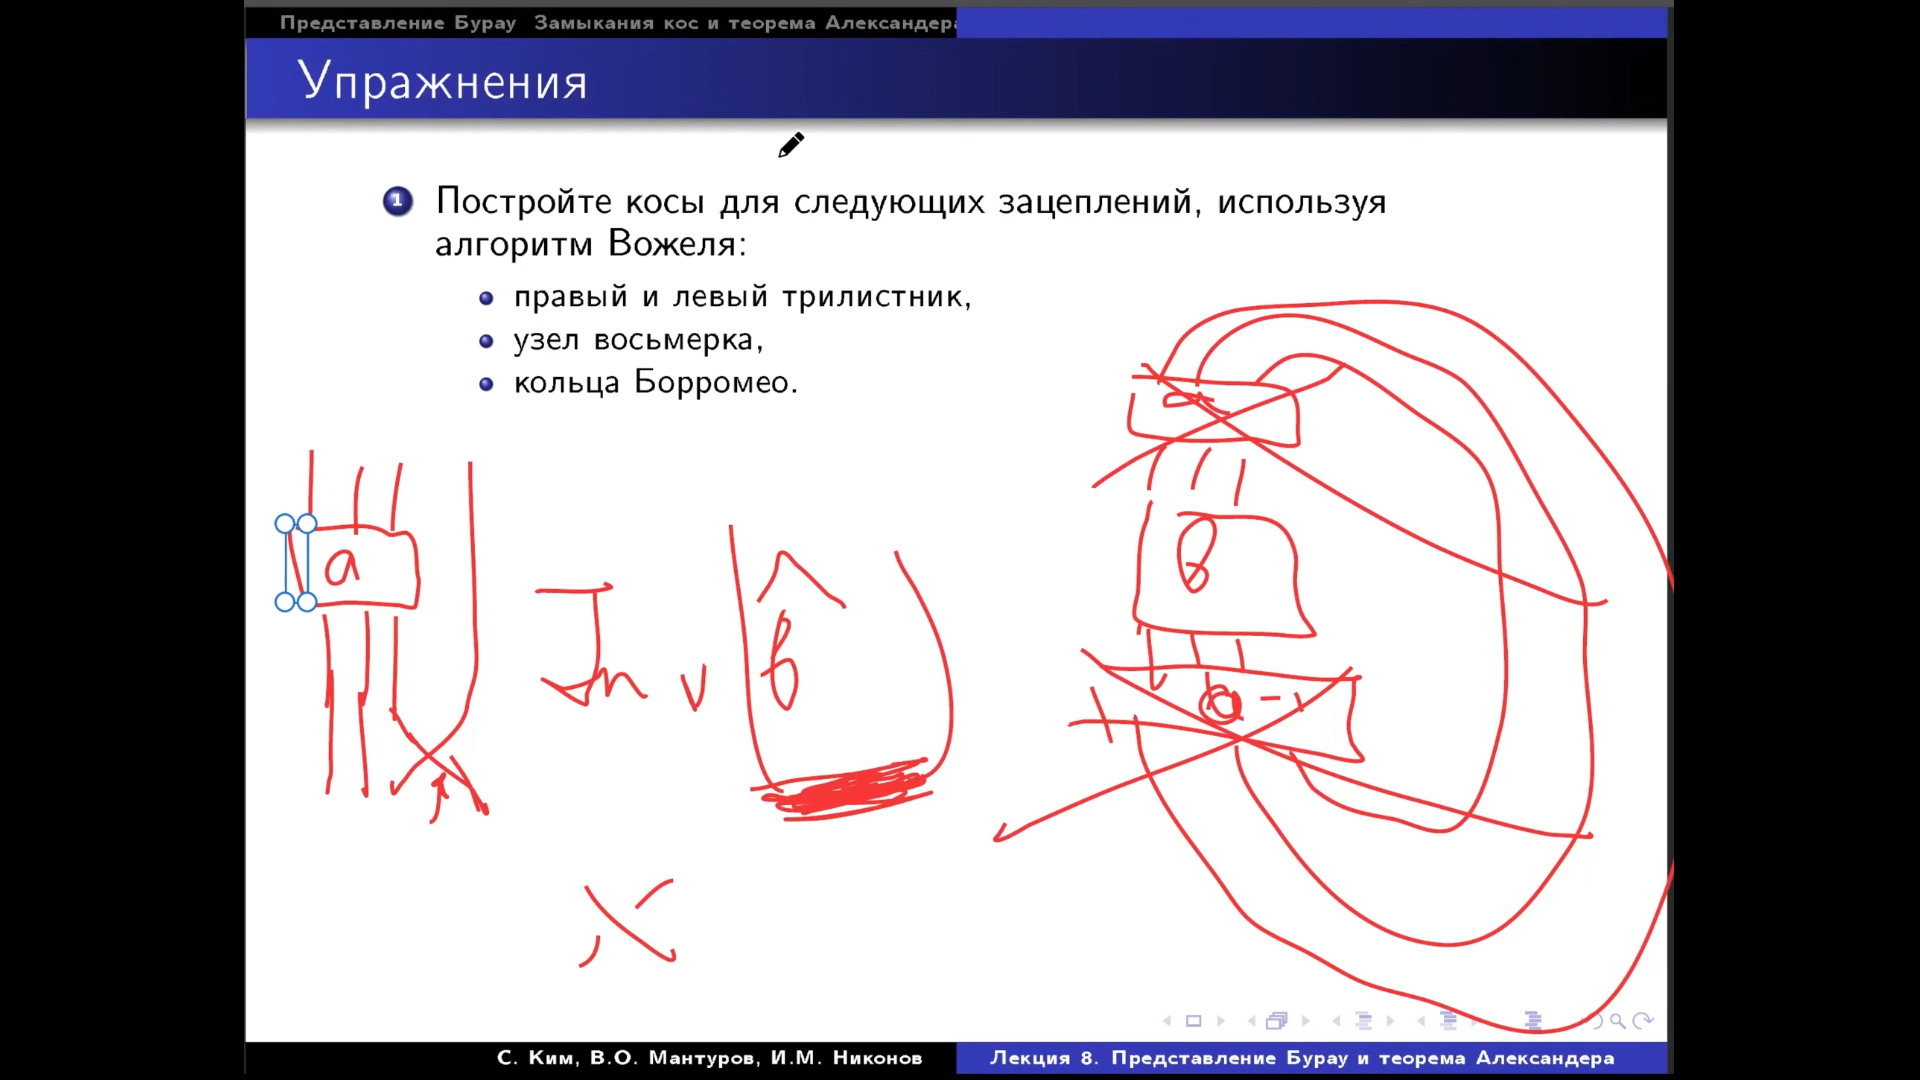 Представление Бурау Замыкания кос и теорема Александера
Упражнения
1 Постройте косы для следующих зацеплений, используя
алгоритм Вожеля:
правый и левый трилистник,
узел восьмерка,
кольца Борромео.
a
b
b
С. Ким, В.О. Мантуров, И.М. Никонов
Лекция 8. Представление Бурау и теорема Александера